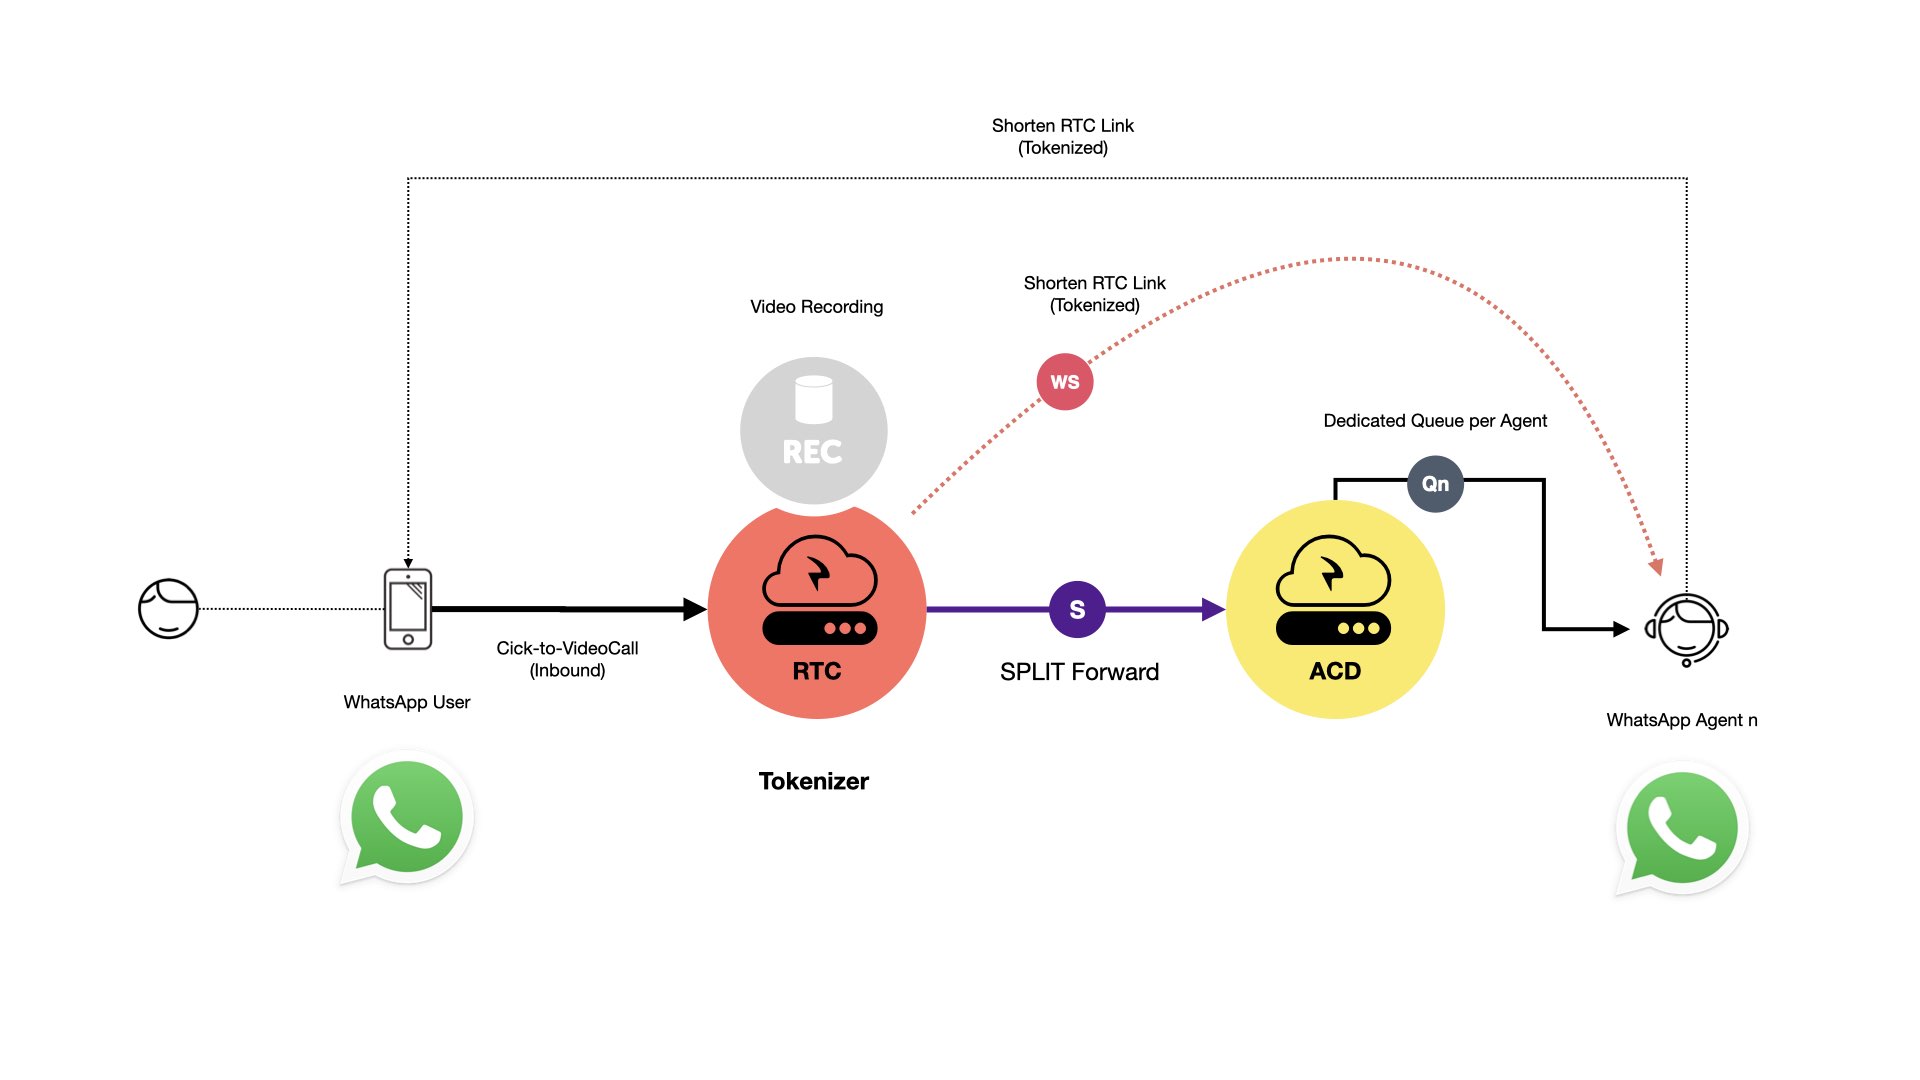 Shorten RTC Link
(Tokenized)
Shorten RTC Link
(Tokenized)
Video Recording
WS
REC
Dedicated Queue per Agent
Qn
Cick-to-VideoCall
(Inbound)
WhatsApp User
RTC
S
SPLIT Forward
ACD
WhatsApp Agent n
Tokenizer